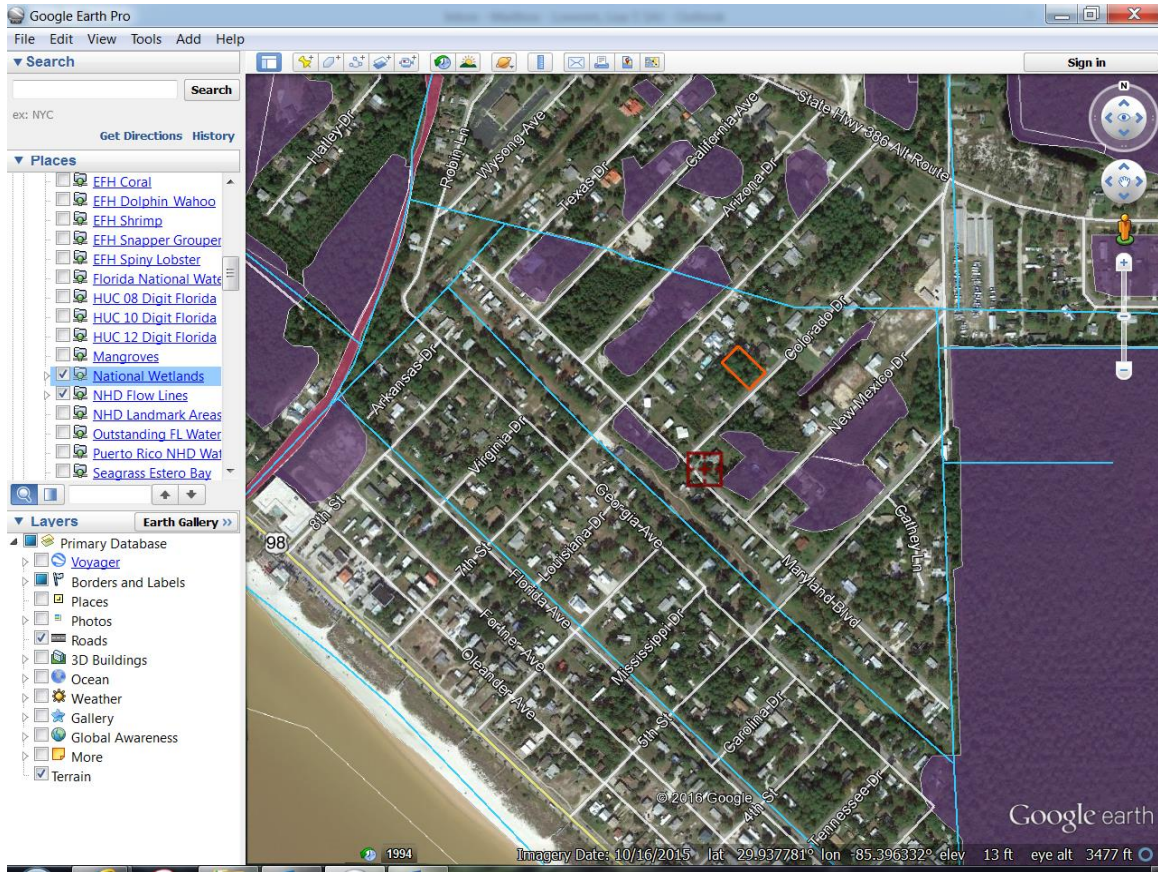 Google Earth Pro
File Edit View Tools Add Help
Search
Search
ex: NYC
Get Directions History
Places
EFH Coral
EFH Dolphin Wahoo
EFH Shrimp
EFH Snapper Grouper
EFH Spiny Lobster
Florida National Wate
HUC 08 Digit Florida
HUC 10 Digit Florida
HUC 12 Digit Florida
Mangroves
National Wetlands
NHD Flow Lines
NHD Landmark Areas
Outstanding FL Water
Puerto Rico NHD Wat
Seagrass Estero Bay
Layers
Earth Gallery >>
Primary Database
Voyager
Borders and Labels
Places
Photos
Roads
3D Buildings
Ocean
Weather
Gallery
Global Awareness
More
Terrain
Sign in
N
Hatley Dr
Robin Ln
Wysong Ave
Texas Dr
California Ave
Arizona Dr
State Hwy 386 Alt Route
Colorado Dr
New Mexico Dr
Arkansas Dr
Virginia Dr
8th St
98
7th St
Louisiana Dr
Georgia Ave
Florida Ave
Fortner Ave
Oleander Ave
Mississippi Dr
Maryland Blvd
Cathey Ln
5th St
Carolina Dr
4th St
Tennessee Dr
© 2016 Google
Google earth
1994
Imagery Date: 10/16/2015 lat 29.937781° lon -85.396332° elev 13 ft eye alt 3477 ft